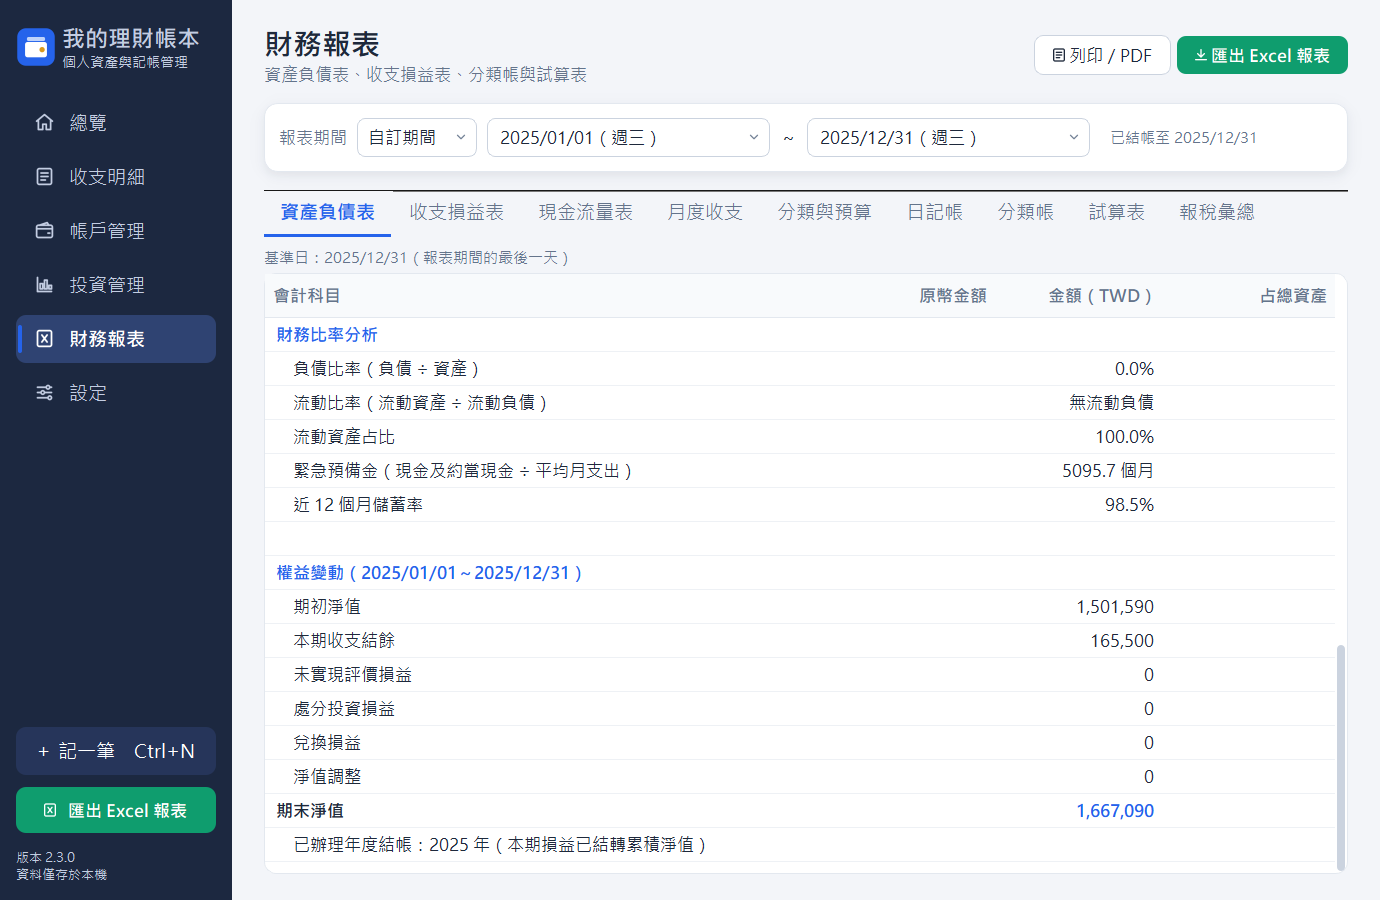 我的理財帳本
個人資產與記帳管理
總覽
收支明細
帳戶管理
投資管理
財務報表
設定
+ 記一筆 Ctrl+N
匯出 Excel 報表
版本 2.3.0
資料僅存於本機
財務報表
資產負債表、收支損益表、分類帳與試算表
列印 / PDF
匯出 Excel 報表
報表期間 自訂期間 2025/01/01（週三） ~ 2025/12/31（週三） 已結帳至 2025/12/31
資產負債表 收支損益表 現金流量表 月度收支 分類與預算 日記帳 分類帳 試算表 報稅彙總
基準日：2025/12/31（報表期間的最後一天）
會計科目 原幣金額 金額（TWD） 占總資產
財務比率分析
負債比率（負債 ÷ 資產） 0.0%
流動比率（流動資產 ÷ 流動負債） 無流動負債
流動資產占比 100.0%
緊急預備金（現金及約當現金 ÷ 平均月支出） 5095.7 個月
近 12 個月儲蓄率 98.5%
權益變動（2025/01/01～2025/12/31）
期初淨值 1,501,590
本期收支結餘 165,500
未實現評價損益 0
處分投資損益 0
兌換損益 0
淨值調整 0
期末淨值 1,667,090
已辦理年度結帳：2025 年（本期損益已結轉累積淨值）